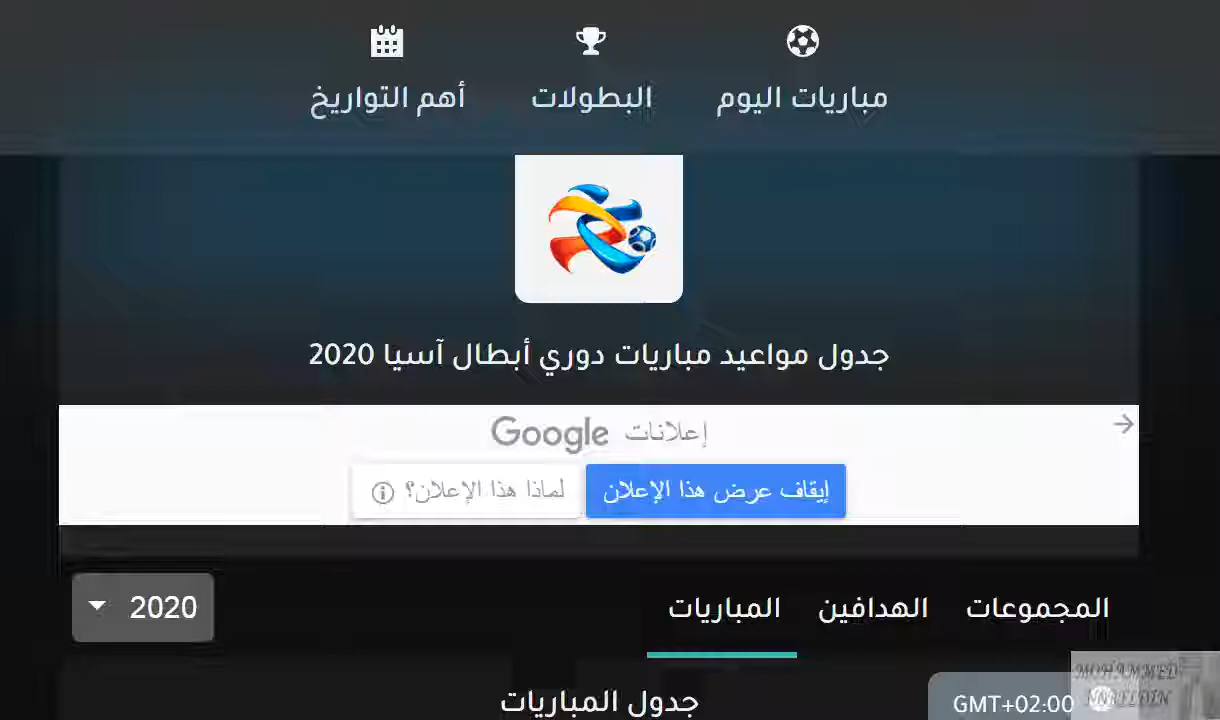 مباريات اليوم
البطولات
أهم التواريخ
جدول مواعيد مباريات دوري أبطال آسيا 2020
إعلانات Google
إيقاف عرض هذا الإعلان
لماذا هذا الإعلان؟
المجموعات
الهدافين
المباريات
2020
جدول المباريات
GMT+02:00
MOHAMMED